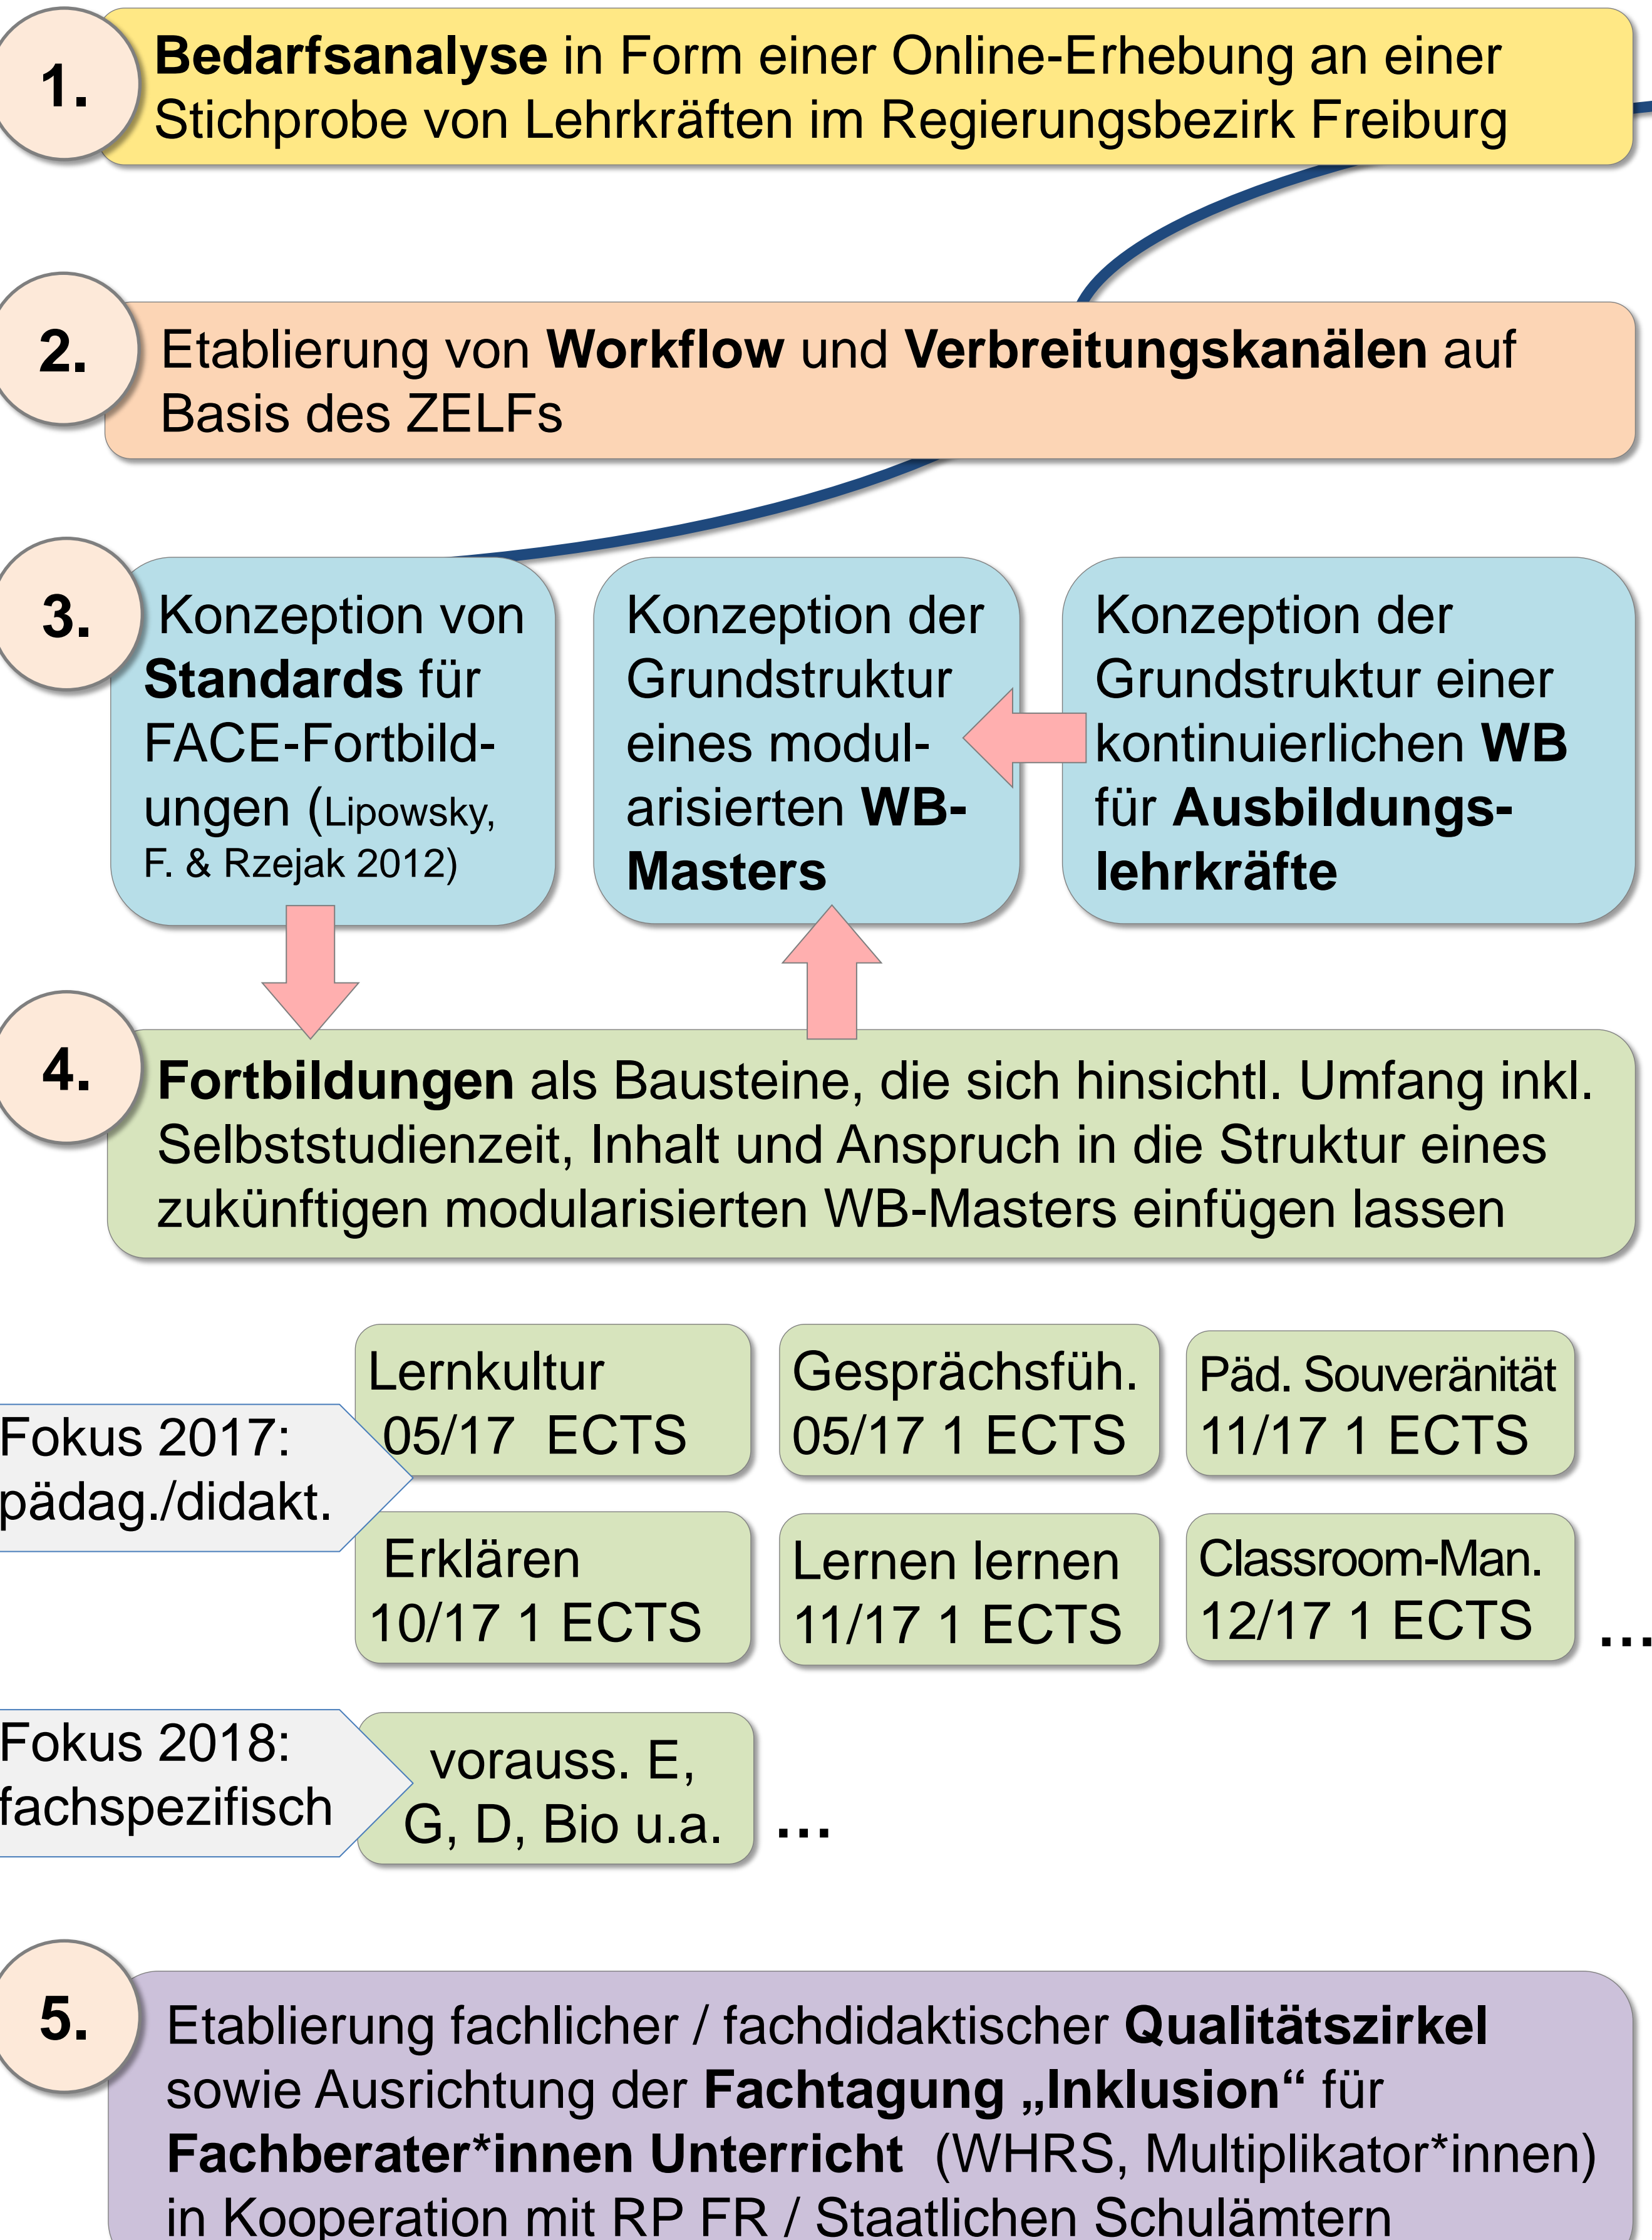 1.
Bedarfsanalyse in Form einer Online-Erhebung an einer
Stichprobe von Lehrkräften im Regierungsbezirk Freiburg
2.
Etablierung von Workflow und Verbreitungskanälen auf
Basis des ZELFs
3.
Konzeption von
Standards für
FACE-Fortbild-
ungen (Lipowsky,
F. & Rzejak 2012)
Konzeption der
Grundstruktur
eines modul-
arisierten WB-
Masters
Konzeption der
Grundstruktur einer
kontinuierlichen WB
für Ausbildungs-
lehrkräfte
4.
Fortbildungen als Bausteine, die sich hinsichtl. Umfang inkl.
Selbststudienzeit, Inhalt und Anspruch in die Struktur eines
zukünftigen modularisierten WB-Masters einfügen lassen
Fokus 2017:
pädag./didakt.
Lernkultur
05/17 ECTS
Gesprächsfüh.
05/17 1 ECTS
Päd. Souveränität
11/17 1 ECTS
Erklären
10/17 1 ECTS
Lernen lernen
11/17 1 ECTS
Classroom-Man.
12/17 1 ECTS
...
Fokus 2018:
fachspezifisch
vorauss. E,
G, D, Bio u.a.
...
5.
Etablierung fachlicher / fachdidaktischer Qualitätszirkel
sowie Ausrichtung der Fachtagung „Inklusion“ für
Fachberater*innen Unterricht (WHRS, Multiplikator*innen)
in Kooperation mit RP FR / Staatlichen Schulämtern